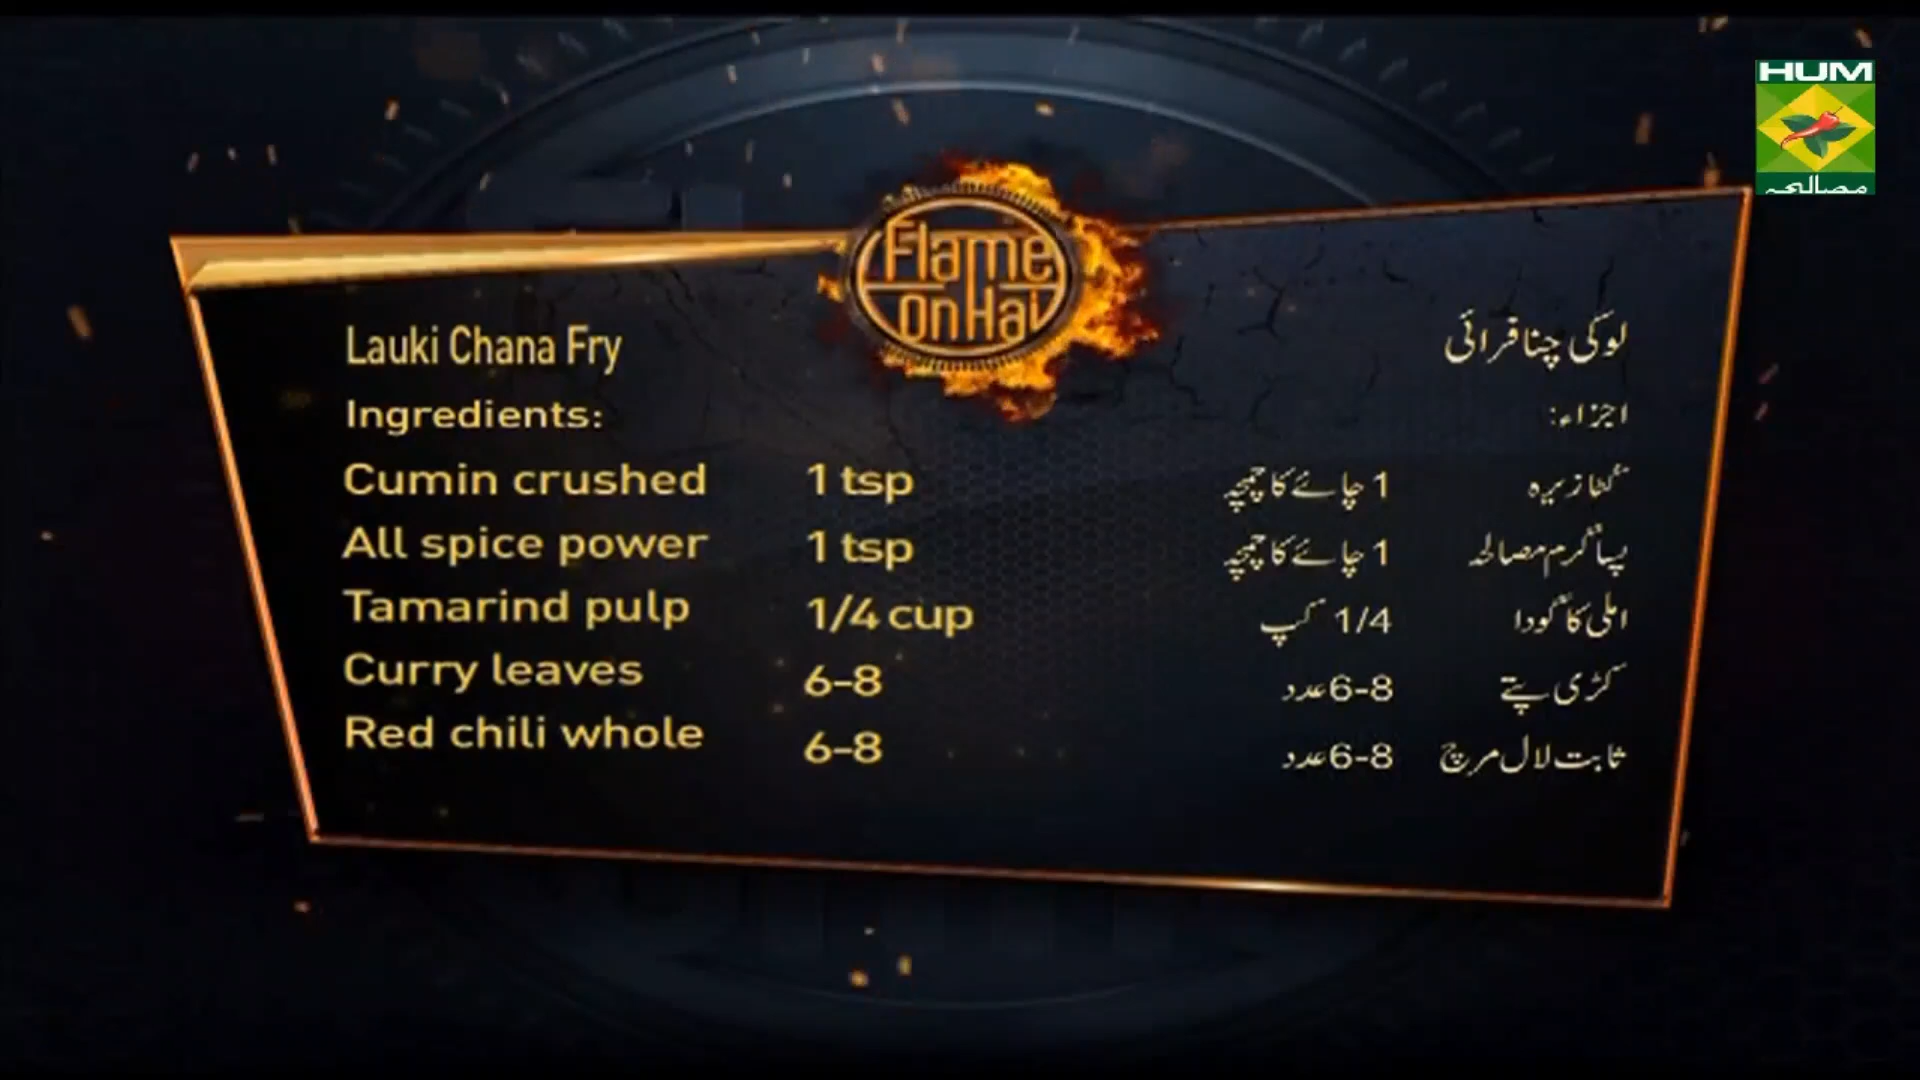 HUM
مصالحہ
Flame
on Hai
Lauki Chana Fry لوکی چنا فرائی
Ingredients: اجزاء:
Cumin crushed 1 tsp کٹا زیرہ 1 چائے کا چمچہ
All spice power 1 tsp پسا گرم مصالحہ 1 چائے کا چمچہ
Tamarind pulp 1/4 cup املی کا گودا 1/4 کپ
Curry leaves 6-8 کڑی پتے 6-8 عدد
Red chili whole 6-8 ثابت لال مرچ 6-8 عدد